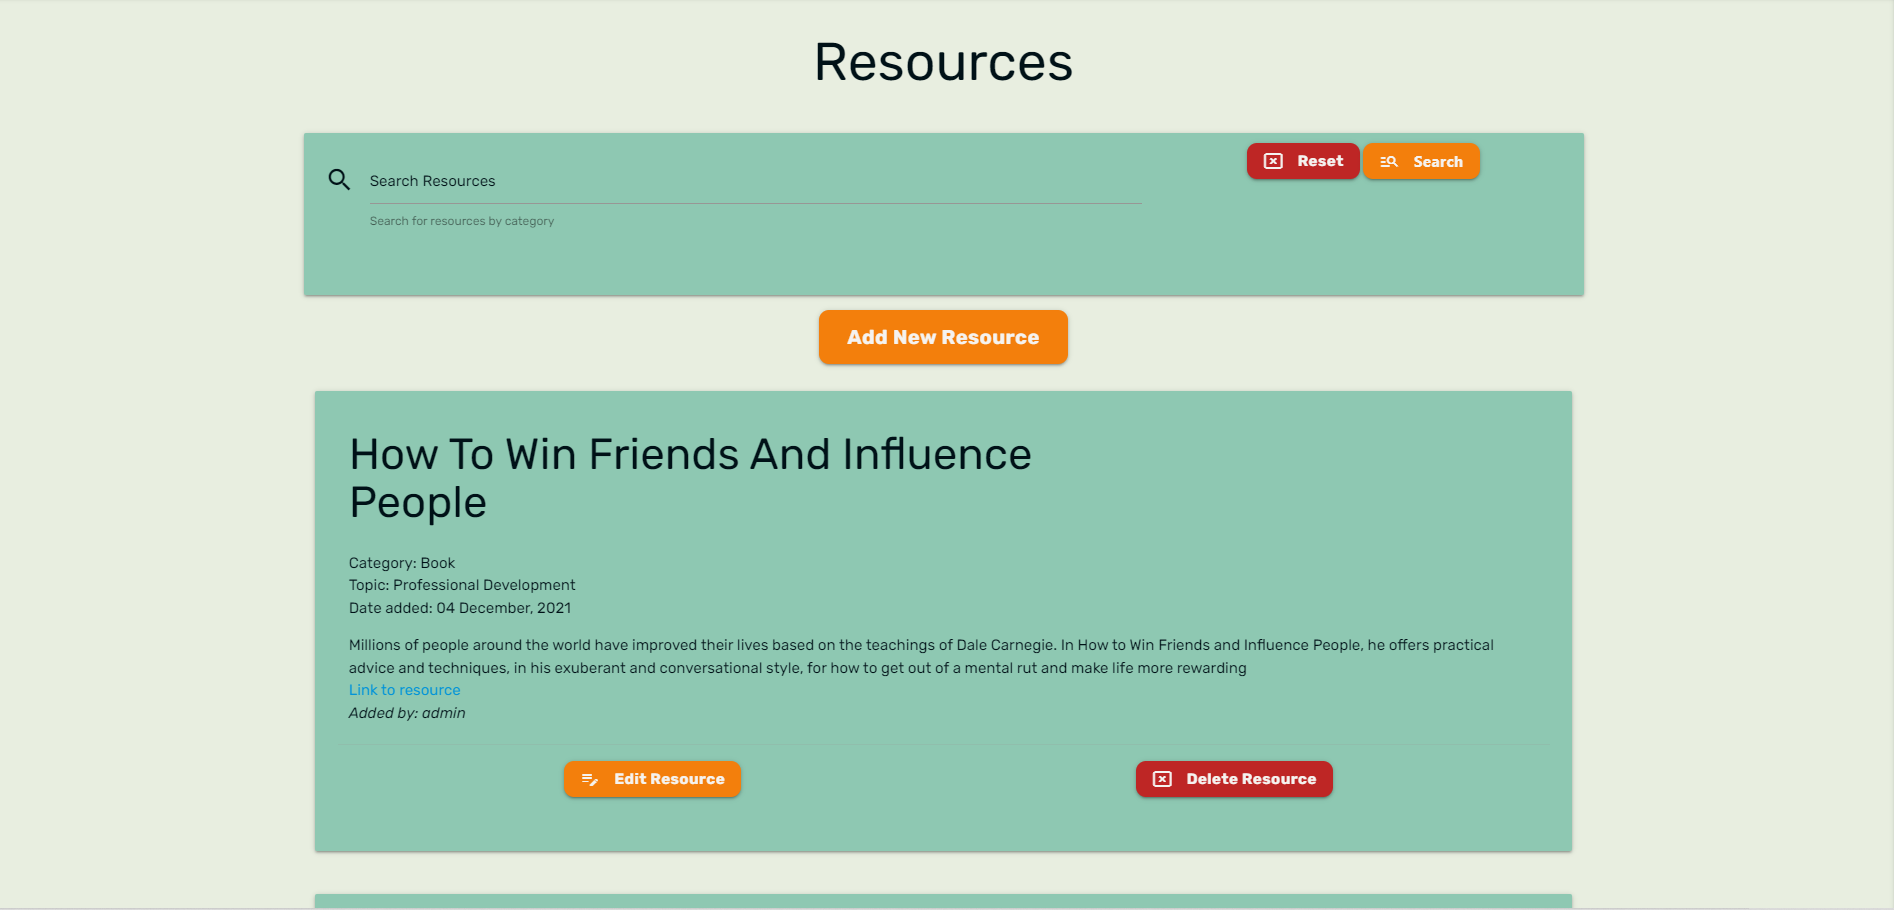 Resources
Search Resources
Reset
Search
Search for resources by category
Add New Resource
How To Win Friends And Influence
People
Category: Book
Topic: Professional Development
Date added: 04 December, 2021
Millions of people around the world have improved their lives based on the teachings of Dale Carnegie. In How to Win Friends and Influence People, he offers practical
advice and techniques, in his exuberant and conversational style, for how to get out of a mental rut and make life more rewarding
Link to resource
Added by: admin
Edit Resource
Delete Resource